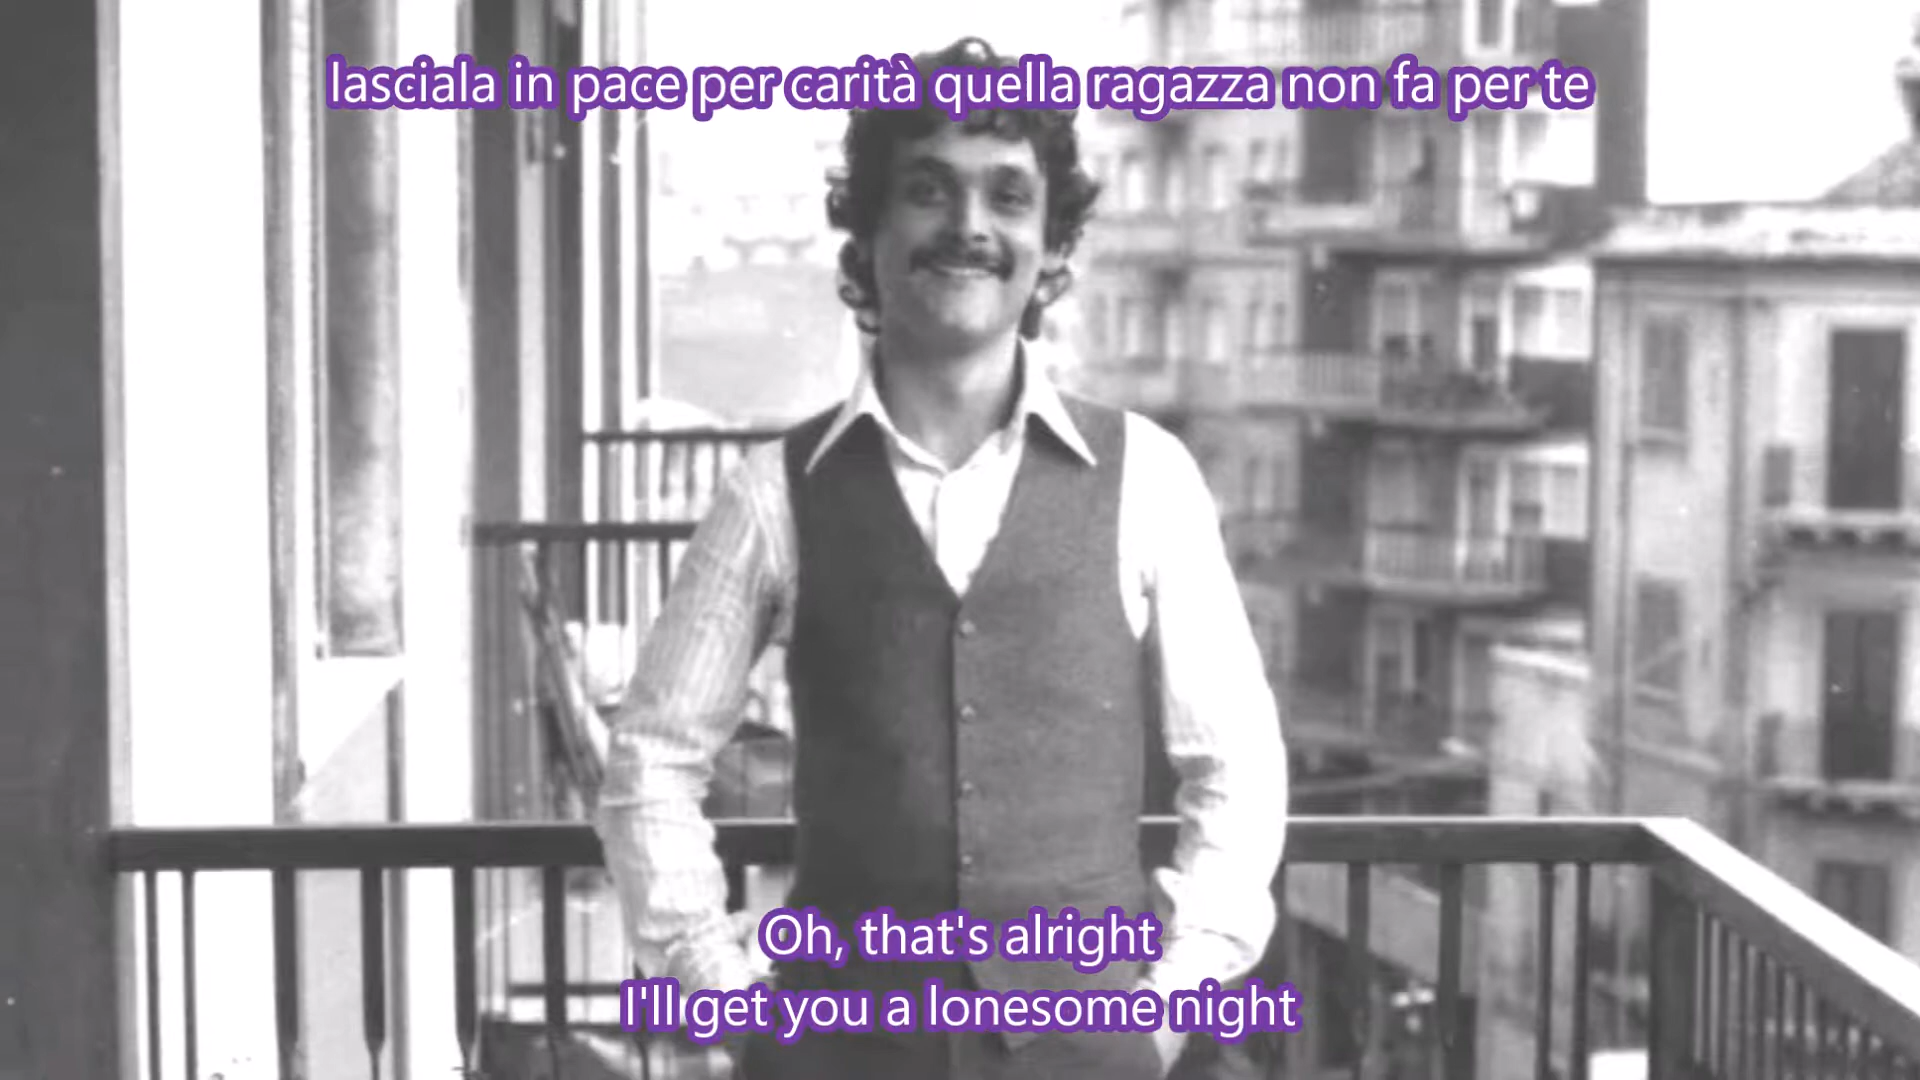 lasciala in pace per carità quella ragazza non fa per te
Oh, that's alright
I'll get you a lonesome night